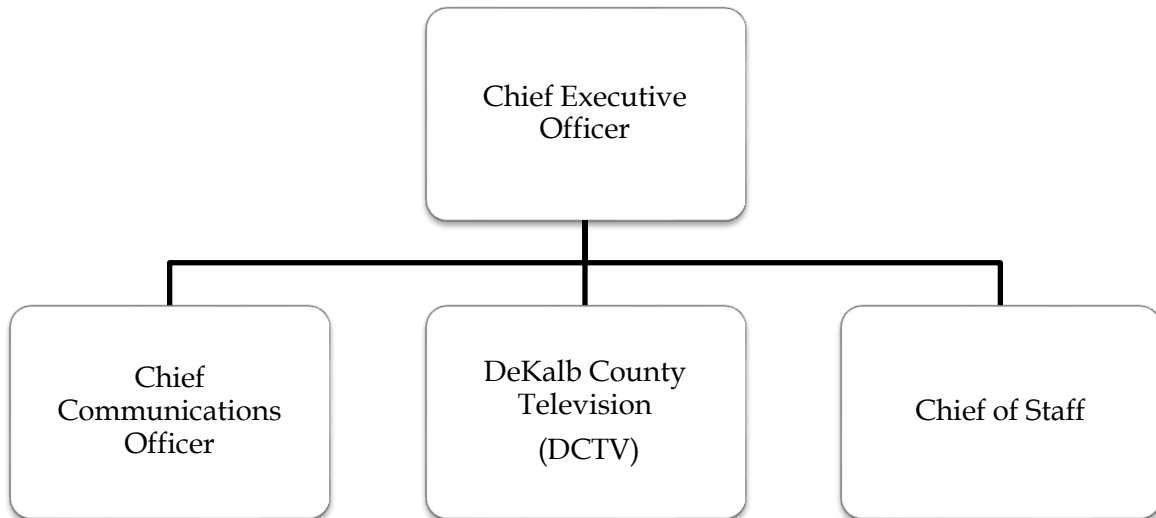 Chief Executive
Officer
Chief
Communications
Officer
DeKalb County
Television
(DCTV)
Chief of Staff